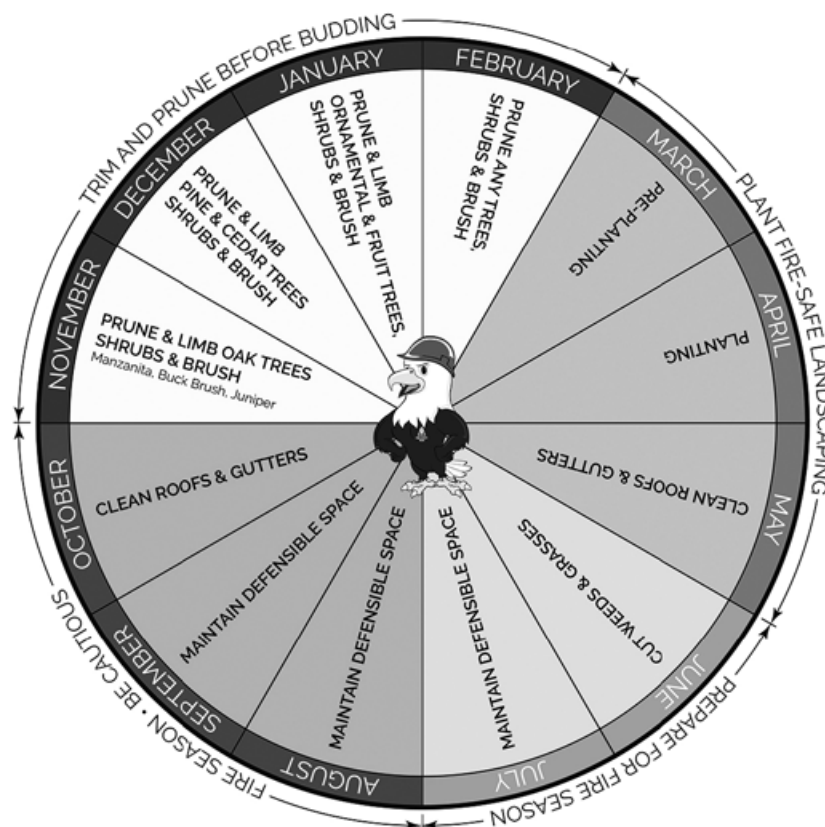 TRIM AND PRUNE BEFORE BUDDING
JANUARY
PRUNE & LIMB
ORNAMENTAL & FRUIT TREES,
SHRUBS & BRUSH
FEBRUARY
PRUNE ANY TREES,
SHRUBS & BRUSH
PLANT FIRE-SAFE LANDSCAPING
MARCH
PRE-PLANTING
APRIL
PLANTING
MAY
CLEAN ROOFS & GUTTERS
PREPARE FOR FIRE SEASON
JUNE
CUT WEEDS & GRASSES
JULY
MAINTAIN DEFENSIBLE SPACE
FIRE SEASON • BE CAUTIOUS
AUGUST
MAINTAIN DEFENSIBLE SPACE
SEPTEMBER
MAINTAIN DEFENSIBLE SPACE
OCTOBER
CLEAN ROOFS & GUTTERS
NOVEMBER
PRUNE & LIMB OAK TREES
SHRUBS & BRUSH
Manzanita, Buck Brush, Juniper
DECEMBER
PRUNE & LIMB
PINE & CEDAR TREES
SHRUBS & BRUSH